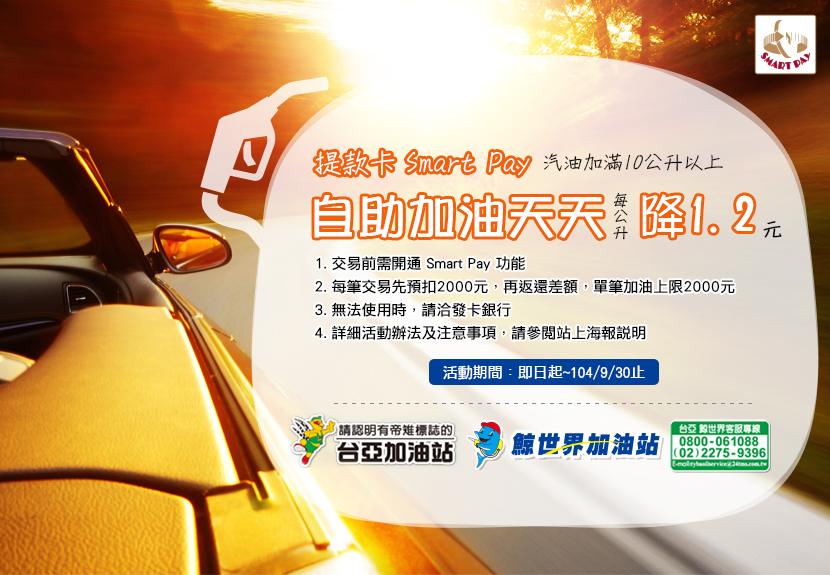 SMART PAY
提款卡 Smart Pay 汽油加滿10公升以上
自助加油天天每公升降1.2元
1. 交易前需開通 Smart Pay 功能
2. 每筆交易先預扣2000元，再返還差額，單筆加油上限2000元
3. 無法使用時，請洽發卡銀行
4. 詳細活動辦法及注意事項，請參閱站上海報說明
活動期間：即日起~104/9/30止
請認明有帝雉標誌的
台亞加油站
鯨世界加油站
台亞 鯨世界客服專線
0800-061088
(02)2275-9396